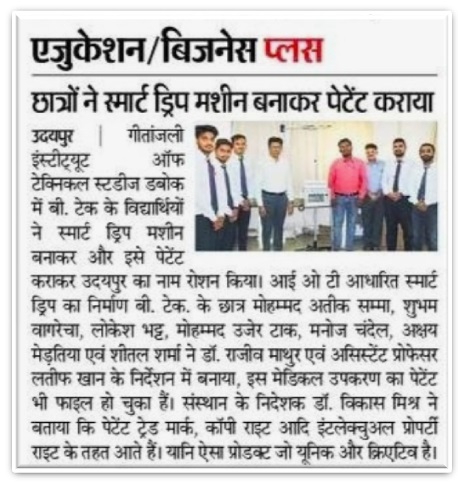 एजुकेशन/बिजनेस प्लस
छात्रों ने स्मार्ट ड्रिप मशीन बनाकर पेटेंट कराया
उदयपुर | गीतांजली
इंस्टीट्यूट ऑफ
टेक्निकल स्टडीज डबोक
में बी. टेक के विद्यार्थियों
ने स्मार्ट ड्रिप मशीन
बनाकर और इसे पेटेंट
कराकर उदयपुर का नाम रोशन किया। आई ओ टी आधारित स्मार्ट
ड्रिप का निर्माण बी. टेक. के छात्र मोहम्मद अतीक सम्मा, शुभम
वागरेचा, लोकेश भट्ट, मोहम्मद उजेर टाक, मनोज चंदेल, अक्षय
मेड़तिया एवं शीतल शर्मा ने डॉ. राजीव माथुर एवं असिस्टेंट प्रोफेसर
लतीफ खान के निर्देशन में बनाया, इस मेडिकल उपकरण का पेटेंट
भी फाइल हो चुका हैं। संस्थान के निदेशक डॉ. विकास मिश्र ने
बताया कि पेटेंट ट्रेड मार्क, कॉपी राइट आदि इंटलेक्चुअल प्रोपर्टी
राइट के तहत आते हैं। यानि ऐसा प्रोडक्ट जो यूनिक और क्रिएटिव है।